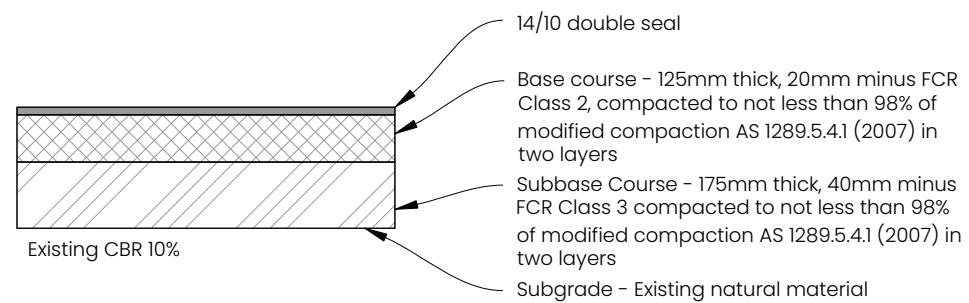 14/10 double seal
Base course - 125mm thick, 20mm minus FCR
Class 2, compacted to not less than 98% of
modified compaction AS 1289.5.4.1 (2007) in
two layers
Subbase Course - 175mm thick, 40mm minus
FCR Class 3 compacted to not less than 98%
of modified compaction AS 1289.5.4.1 (2007) in
two layers
Existing CBR 10%
Subgrade - Existing natural material